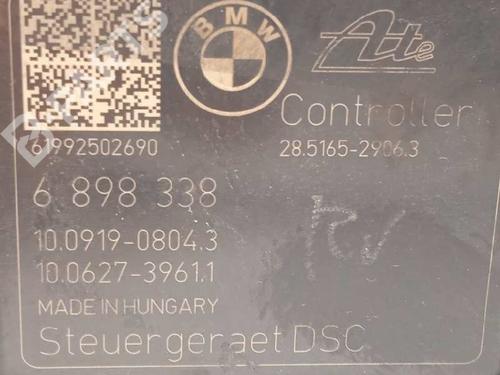 BMW
Ate
Controller
61992502690
28.5165-2906.3
6 898 338
10.0919-0804.3
10.0627-3961.1
MADE IN HUNGARY
Steuergeraet DSC